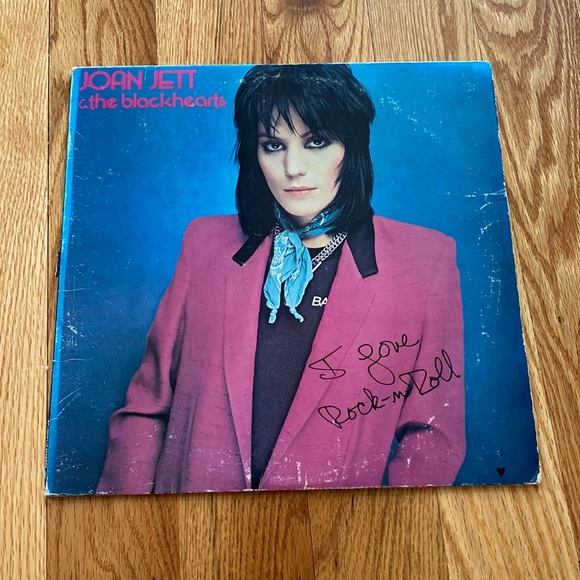 JOAN JETT
& the blackhearts
BA
I Love
Rock-n Roll